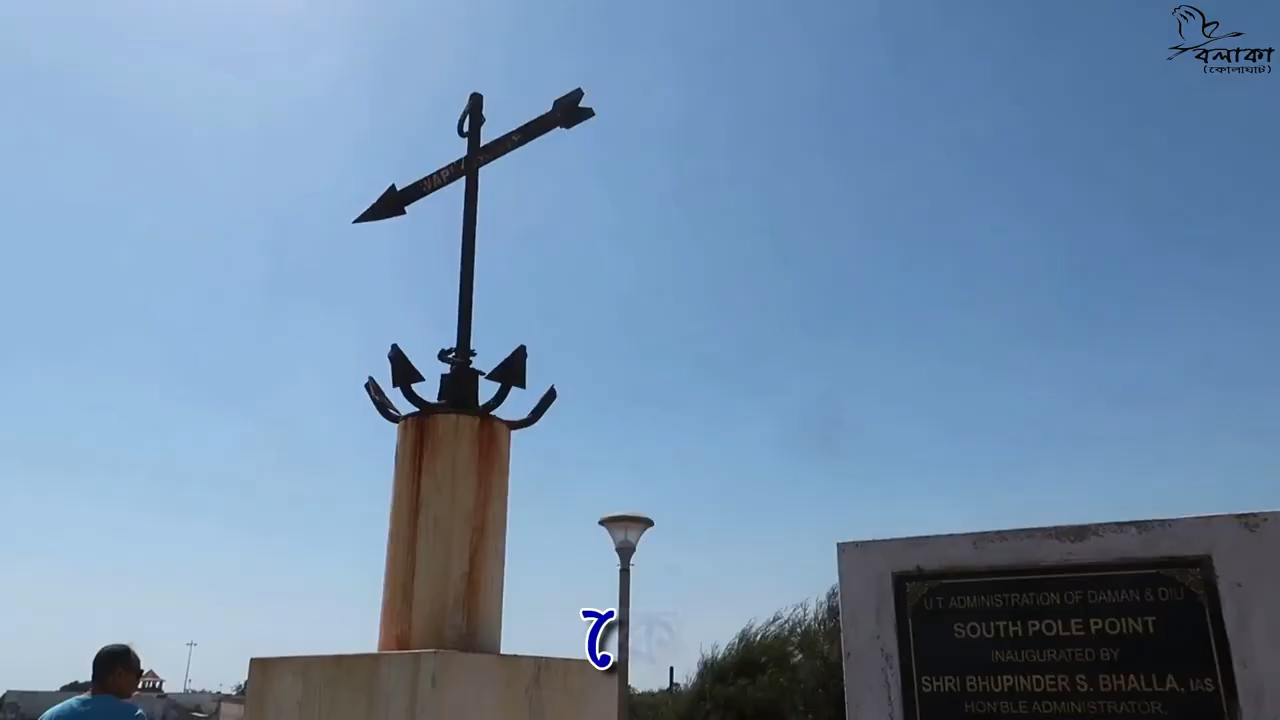 বলাকা
(কোলাঘাট)
U.T. ADMINISTRATION OF DAMAN & DIU
SOUTH POLE POINT
INAUGURATED BY
SHRI BHUPINDER S. BHALLA, IAS
HON'BLE ADMINISTRATOR,